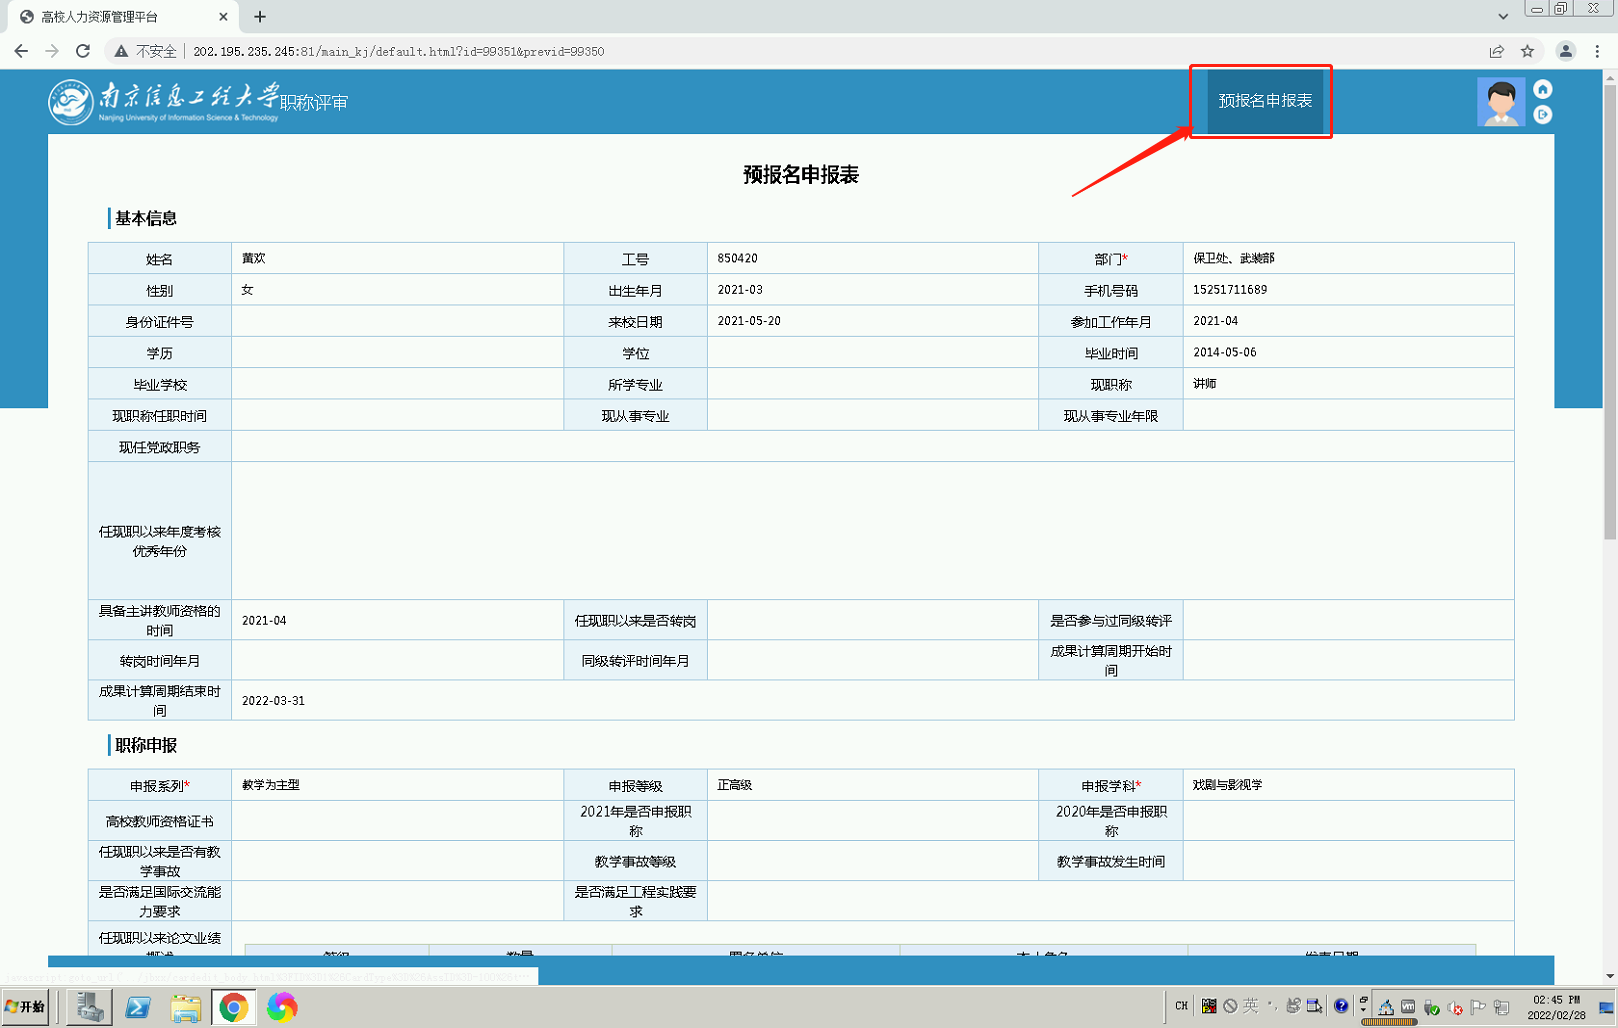 高校人力资源管理平台
不安全 202.195.235.245:81/main_kj/default.html?id=99351&previd=99350
南京信息工程大学职称评审
Nanjing University of Information Science & Technology
预报名申报表
预报名申报表
基本信息
姓名 黄欢 工号 850420 部门* 保卫处、武装部
性别 女 出生年月 2021-03 手机号码 15251711689
身份证件号 来校日期 2021-05-20 参加工作年月 2021-04
学历 学位 毕业时间 2014-05-06
毕业学校 所学专业 现职称 讲师
现职称任职时间 现从事专业 现从事专业年限
现任党政职务
任现职以来年度考核
优秀年份
具备主讲教师资格的
时间 2021-04 任现职以来是否转岗 是否参与过同级转评
转岗时间年月 同级转评时间年月 成果计算周期开始时
间
成果计算周期结束时
间 2022-03-31
职称申报
申报系列* 教学为主型 申报等级 正高级 申报学科* 戏剧与影视学
高校教师资格证书 2021年是否申报职
称 2020年是否申报职
称
任现职以来是否有教
学事故 教学事故等级 教学事故发生时间
是否满足国际交流能
力要求 是否满足工程实践要
求
任现职以来论文业绩
开始 CH 英 02:45 PM
2022/02/28